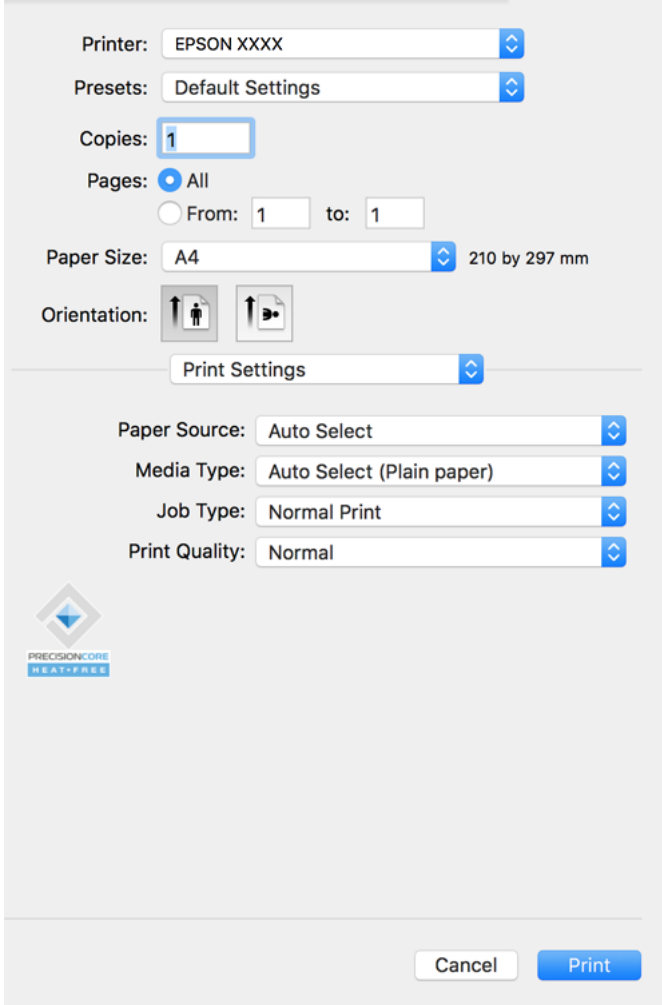 Printer: EPSON XXXX
Presets: Default Settings
Copies: 1
Pages: All
From: 1 to: 1
Paper Size: A4 210 by 297 mm
Orientation:
Print Settings
Paper Source: Auto Select
Media Type: Auto Select (Plain paper)
Job Type: Normal Print
Print Quality: Normal
PRECISIONCORE
HEAT•FREE
Cancel Print